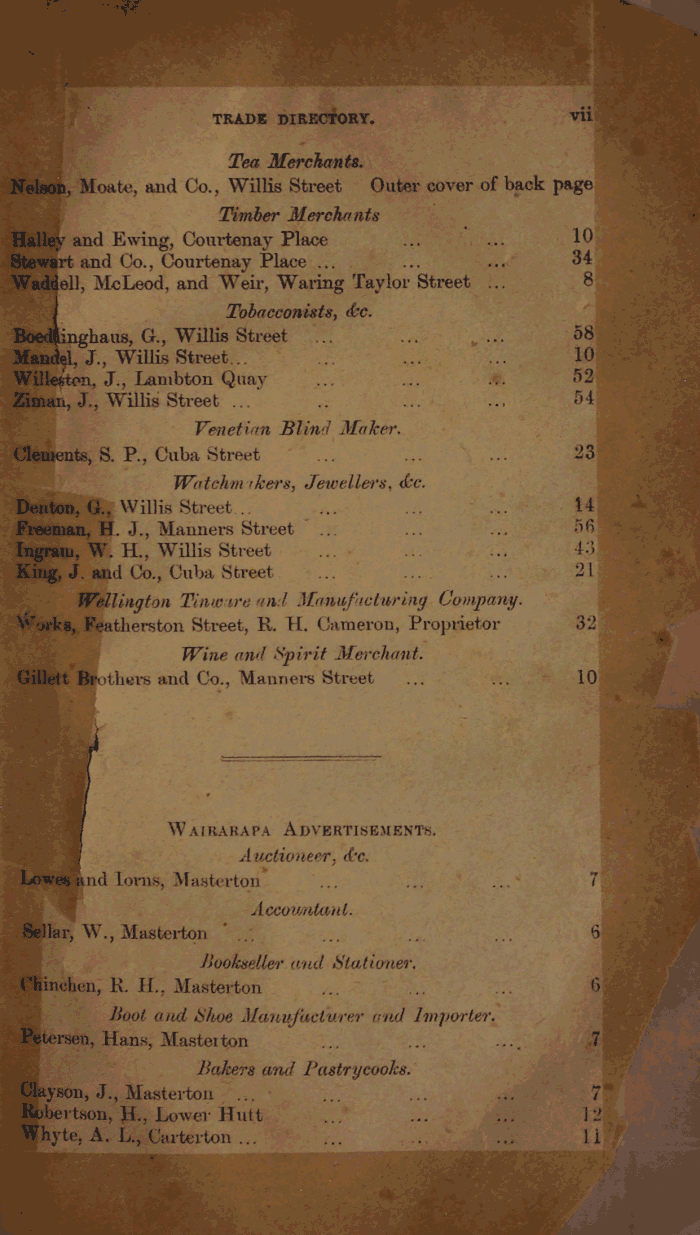 TRADE DIRECTORY. vii
Tea Merchants.
Nelson, Moate, and Co., Willis Street Outer cover of back page
Timber Merchants
Halley and Ewing, Courtenay Place ... ... 10
Stewart and Co., Courtenay Place ... ... ... 34
Waddell, McLeod, and Weir, Waring Taylor Street ... 8
Tobacconists, &c.
Boedlinghaus, G., Willis Street ... ... ... 58
Mandel, J., Willis Street... ... ... ... 10
Willeston, J., Lambton Quay ... ... ... 52
Ziman, J., Willis Street ... .. ... ... 54
Venetian Blind Maker.
Clements, S. P., Cuba Street ... ... ... 23
Watchmakers, Jewellers, &c.
Denton, G., Willis Street... ... ... ... 14
Freeman, H. J., Manners Street ... ... ... 56
Ingram, W. H., Willis Street ... ... ... 43
King, J. and Co., Cuba Street ... ... ... 21
Wellington Tinware and Manufacturing Company.
Works, Featherston Street, R. H. Cameron, Proprietor 32
Wine and Spirit Merchant.
Gillett Brothers and Co., Manners Street ... ... 10
WAIRARAPA ADVERTISEMENTS.
Auctioneer, &c.
Lowes and Iorns, Masterton ... ... ... 7
Accountant.
Sellar, W., Masterton ... ... ... ... 6
Bookseller and Stationer.
Chinchen, R. H., Masterton ... ... ... 6
Boot and Shoe Manufacturer and Importer.
Petersen, Hans, Masterton ... ... ... 7
Bakers and Pastrycooks.
Clayson, J., Masterton ... ... ... ... 7
Robertson, H., Lower Hutt ... ... ... 12
Whyte, A. L., Carterton ... ... ... ... 11